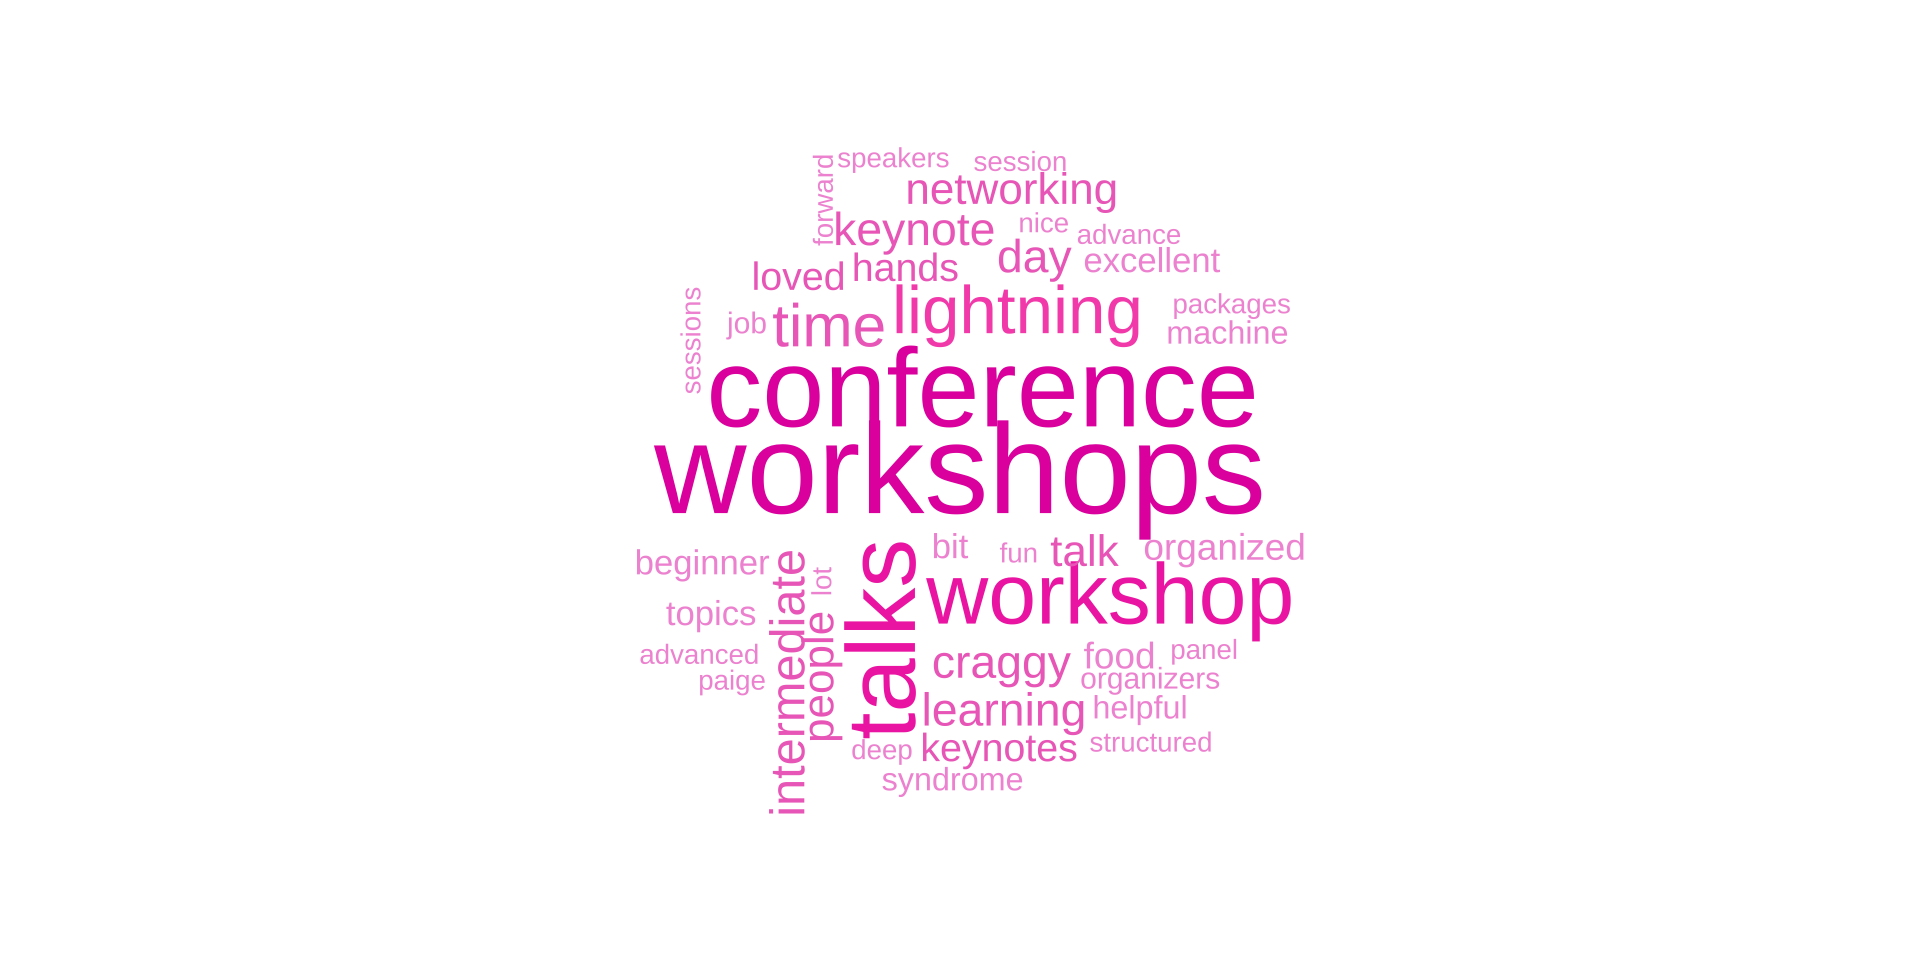 speakers
session
forward
networking
keynote
nice
advance
day
excellent
hands
loved
sessions
lightning
packages
job
time
machine
conference
workshops
bit
fun
talk
organized
beginner
intermediate
lot
talks
workshop
topics
people
advanced
craggy
food
panel
paige
organizers
learning
helpful
deep
keynotes
structured
syndrome